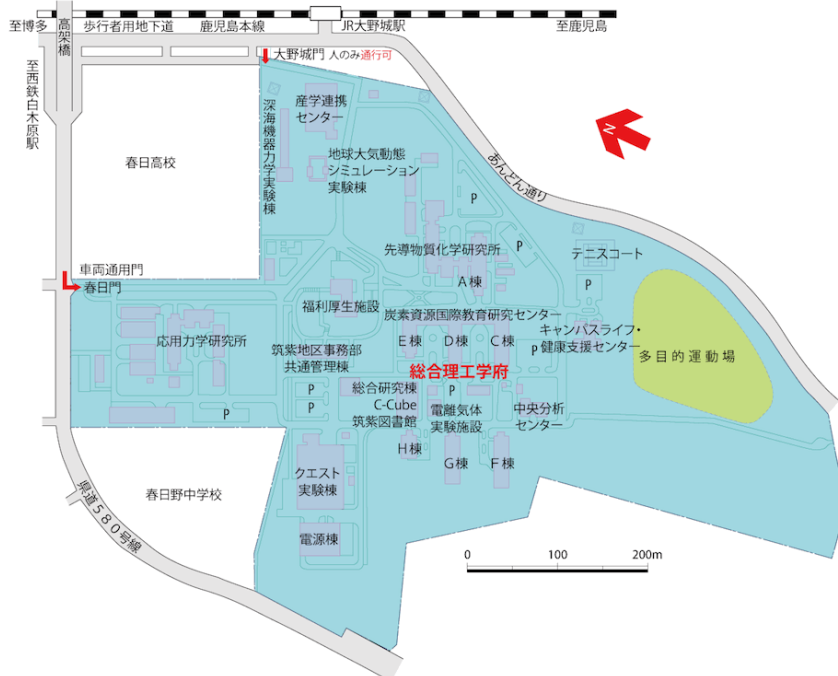 至博多
高架橋
歩行者用地下道
鹿児島本線
JR大野城駅
至鹿児島
至西鉄白木原駅
大野城門 人のみ通行可
深海機器力学実験棟
産学連携
センター
春日高校
地球大気動態
シミュレーション
実験棟
N
あんどん通り
P
先導物質化学研究所
P
テニスコート
A棟
車両通用門
春日門
P
福利厚生施設
炭素資源国際教育研究センター
応用力学研究所
E棟
D棟
C棟
キャンパスライフ・
健康支援センター
P
多目的運動場
筑紫地区事務部
共通管理棟
総合理工学府
P
P
P
P
総合研究棟
C-Cube
筑紫図書館
電離気体
実験施設
中央分析
センター
H棟
G棟
F棟
クエスト
実験棟
春日野中学校
県道580号線
電源棟
0 100 200m